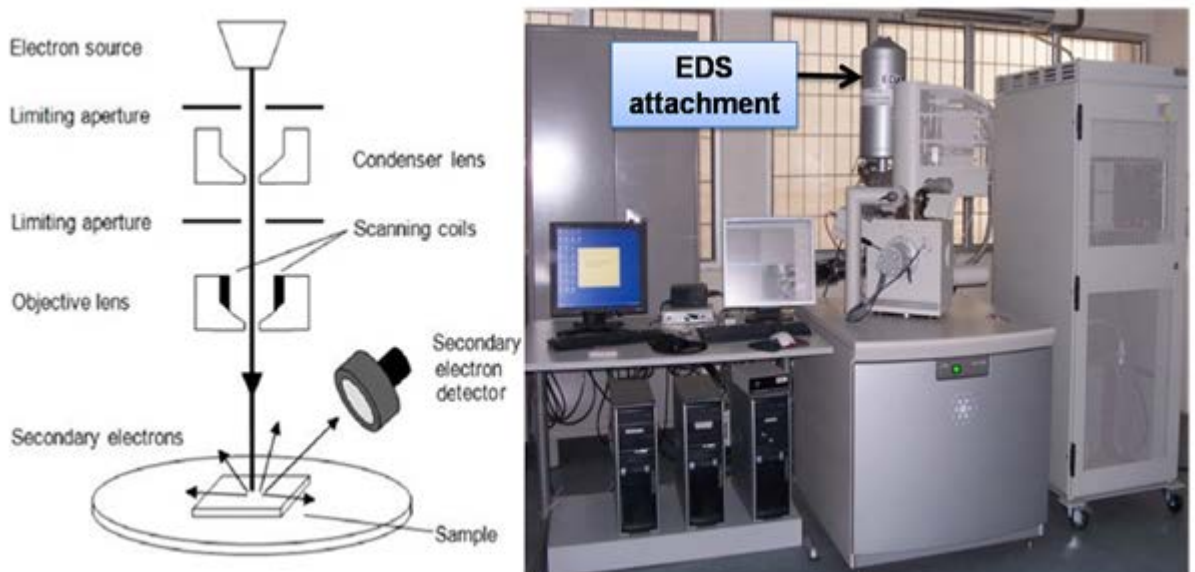 Electron source
Limiting aperture
Condenser lens
Limiting aperture
Scanning coils
Objective lens
Secondary
electron
detector
Secondary electrons
Sample
EDS
attachment